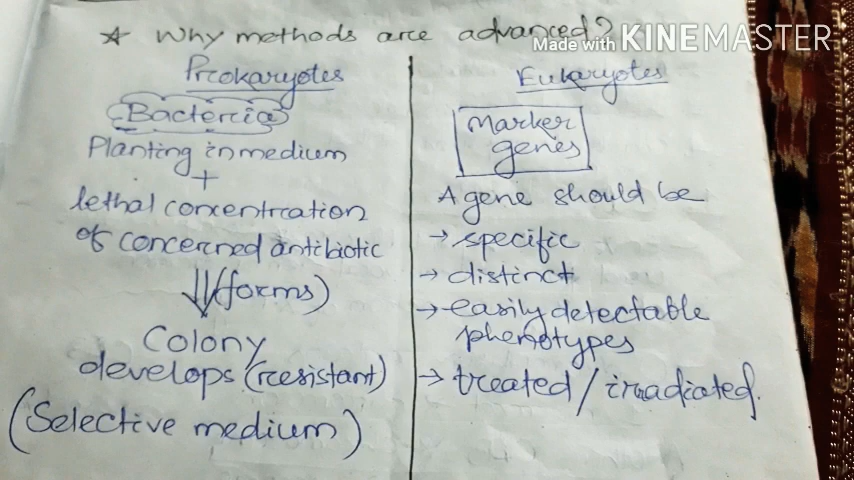 * Why methods are advanced?
Made with KINEMASTER
Prokaryotes
Bacteria
Planting in medium
+
lethal concentration
of concerned antibiotic
(forms)
Colony
develops (resistant)
(Selective medium)
Eukaryotes
Marker
genes
A gene should be
→ specific
→ distinct
→ easily detectable
phenotypes
→ treated / irradiated.